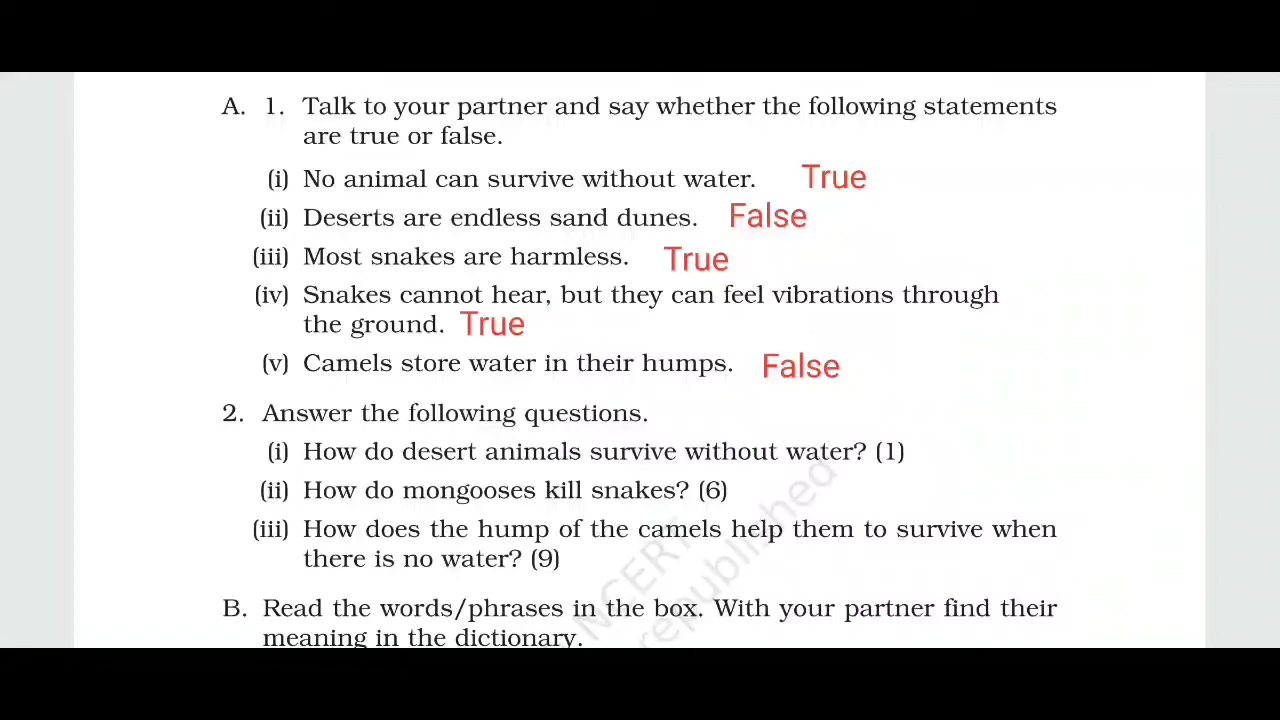 A. 1. Talk to your partner and say whether the following statements
are true or false.
(i) No animal can survive without water. True
(ii) Deserts are endless sand dunes. False
(iii) Most snakes are harmless. True
(iv) Snakes cannot hear, but they can feel vibrations through
the ground. True
(v) Camels store water in their humps. False
2. Answer the following questions.
(i) How do desert animals survive without water? (1)
(ii) How do mongooses kill snakes? (6)
(iii) How does the hump of the camels help them to survive when
there is no water? (9)
B. Read the words/phrases in the box. With your partner find their
meaning in the dictionary.
NCERT
republished